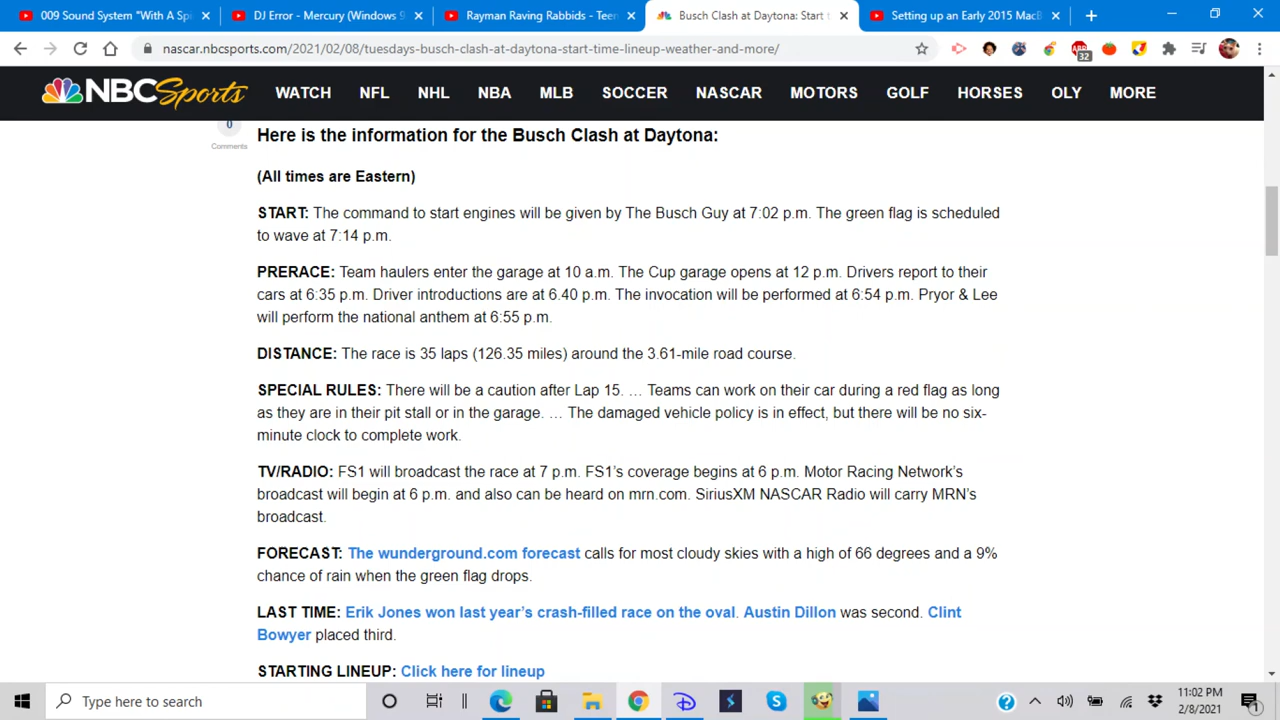 009 Sound System "With A Sp
DJ Error - Mercury (Windows 9
Rayman Raving Rabbids - Teen
Busch Clash at Daytona: Start t
Setting up an Early 2015 MacB
nascar.nbcsports.com/2021/02/08/tuesdays-busch-clash-at-daytona-start-time-lineup-weather-and-more/
ABP
32
NBC Sports WATCH NFL NHL NBA MLB SOCCER NASCAR MOTORS GOLF HORSES OLY MORE
0
Comments
Here is the information for the Busch Clash at Daytona:
(All times are Eastern)
START: The command to start engines will be given by The Busch Guy at 7:02 p.m. The green flag is scheduled
to wave at 7:14 p.m.
PRERACE: Team haulers enter the garage at 10 a.m. The Cup garage opens at 12 p.m. Drivers report to their
cars at 6:35 p.m. Driver introductions are at 6.40 p.m. The invocation will be performed at 6:54 p.m. Pryor & Lee
will perform the national anthem at 6:55 p.m.
DISTANCE: The race is 35 laps (126.35 miles) around the 3.61-mile road course.
SPECIAL RULES: There will be a caution after Lap 15. … Teams can work on their car during a red flag as long
as they are in their pit stall or in the garage. … The damaged vehicle policy is in effect, but there will be no six-
minute clock to complete work.
TV/RADIO: FS1 will broadcast the race at 7 p.m. FS1's coverage begins at 6 p.m. Motor Racing Network's
broadcast will begin at 6 p.m. and also can be heard on mrn.com. SiriusXM NASCAR Radio will carry MRN's
broadcast.
FORECAST: The wunderground.com forecast calls for most cloudy skies with a high of 66 degrees and a 9%
chance of rain when the green flag drops.
LAST TIME: Erik Jones won last year's crash-filled race on the oval. Austin Dillon was second. Clint
Bowyer placed third.
STARTING LINEUP: Click here for lineup
Type here to search
11:02 PM
2/8/2021
1